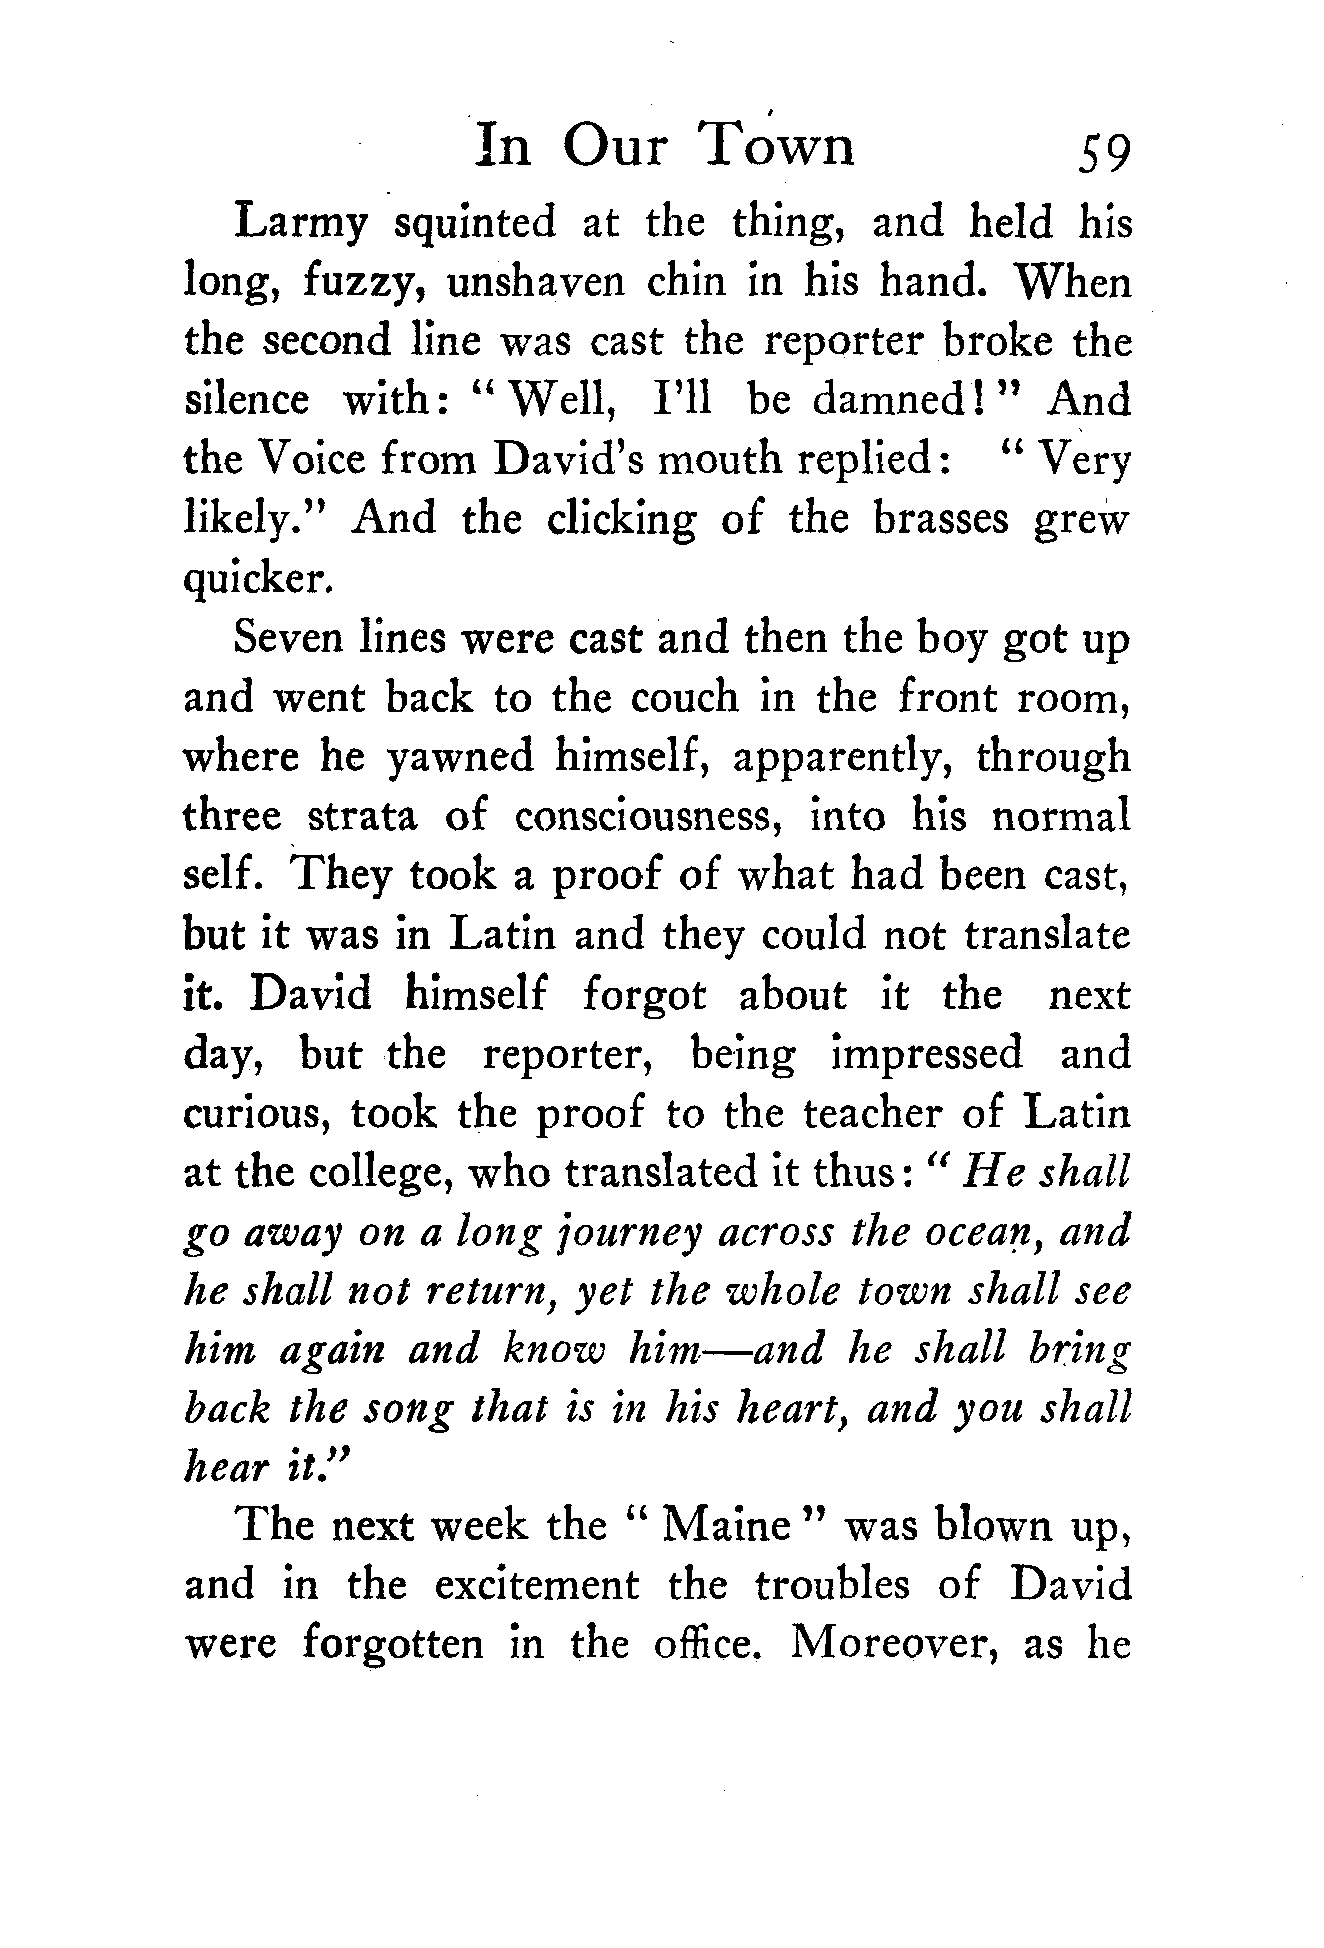 In Our Town 59
Larmy squinted at the thing, and held his
long, fuzzy, unshaven chin in his hand. When
the second line was cast the reporter broke the
silence with: " Well, I'll be damned! " And
the Voice from David's mouth replied: " Very
likely." And the clicking of the brasses grew
quicker.
Seven lines were cast and then the boy got up
and went back to the couch in the front room,
where he yawned himself, apparently, through
three strata of consciousness, into his normal
self. They took a proof of what had been cast,
but it was in Latin and they could not translate
it. David himself forgot about it the next
day, but the reporter, being impressed and
curious, took the proof to the teacher of Latin
at the college, who translated it thus: " He shall
go away on a long journey across the ocean, and
he shall not return, yet the whole town shall see
him again and know him—and he shall bring
back the song that is in his heart, and you shall
hear it."
The next week the " Maine " was blown up,
and in the excitement the troubles of David
were forgotten in the office. Moreover, as he